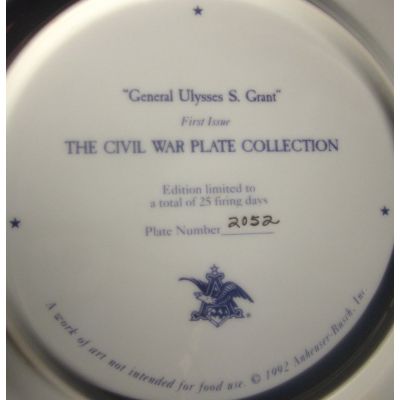 "General Ulysses S. Grant"
First Issue
THE CIVIL WAR PLATE COLLECTION
Edition limited to
a total of 25 firing days
Plate Number 2052
A work of art not intended for food use. © 1992 Anheuser-Busch, Inc.